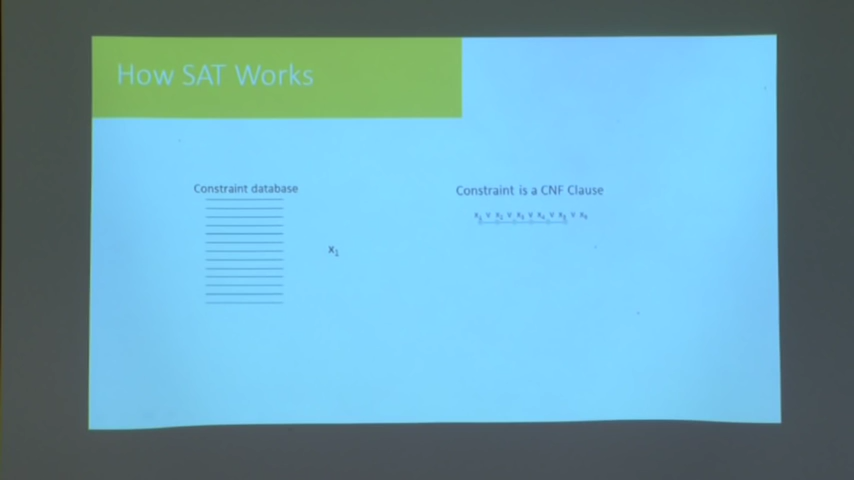 How SAT Works
Constraint database
Constraint is a CNF Clause
x₁